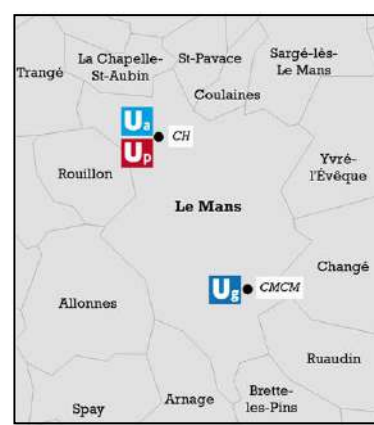 La Chapelle-
St-Aubin
St-Pavace
Sargé-lès-
Le Mans
Trangé
Coulaines
Ua
CH
Up
Rouillon
Yvré-
l'Évêque
Le Mans
Changé
Ug
CMCM
Allonnes
Ruaudin
Arnage
Brette-
les-Pins
Spay